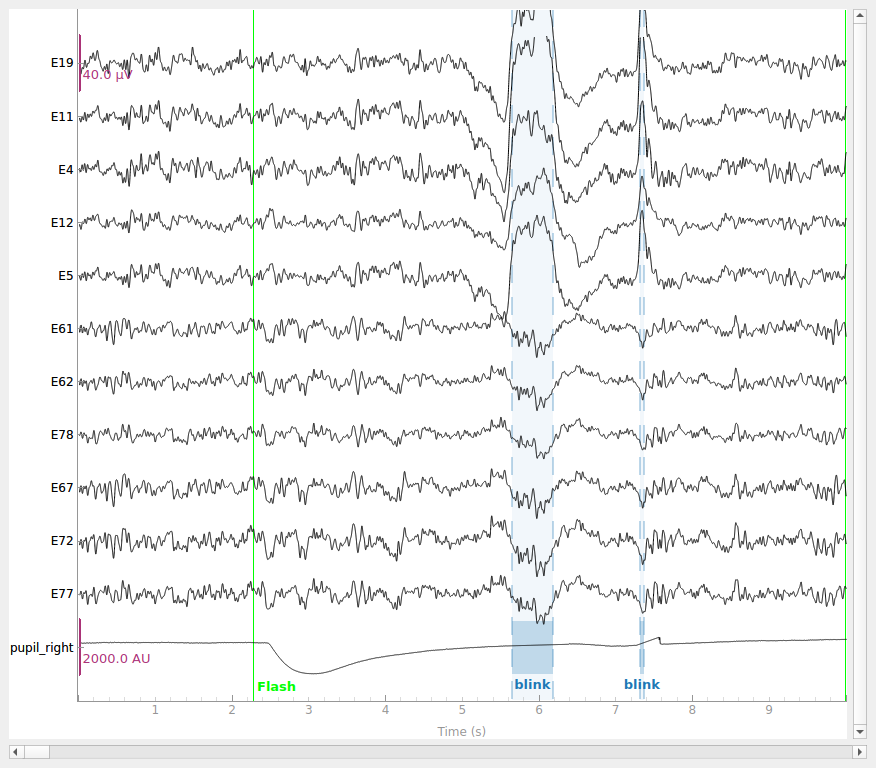 E19
40.0 µV
E11
E4
E12
E5
E61
E62
E78
E67
E72
E77
pupil_right
2000.0 AU
Flash
blink
blink
1 2 3 4 5 6 7 8 9
Time (s)